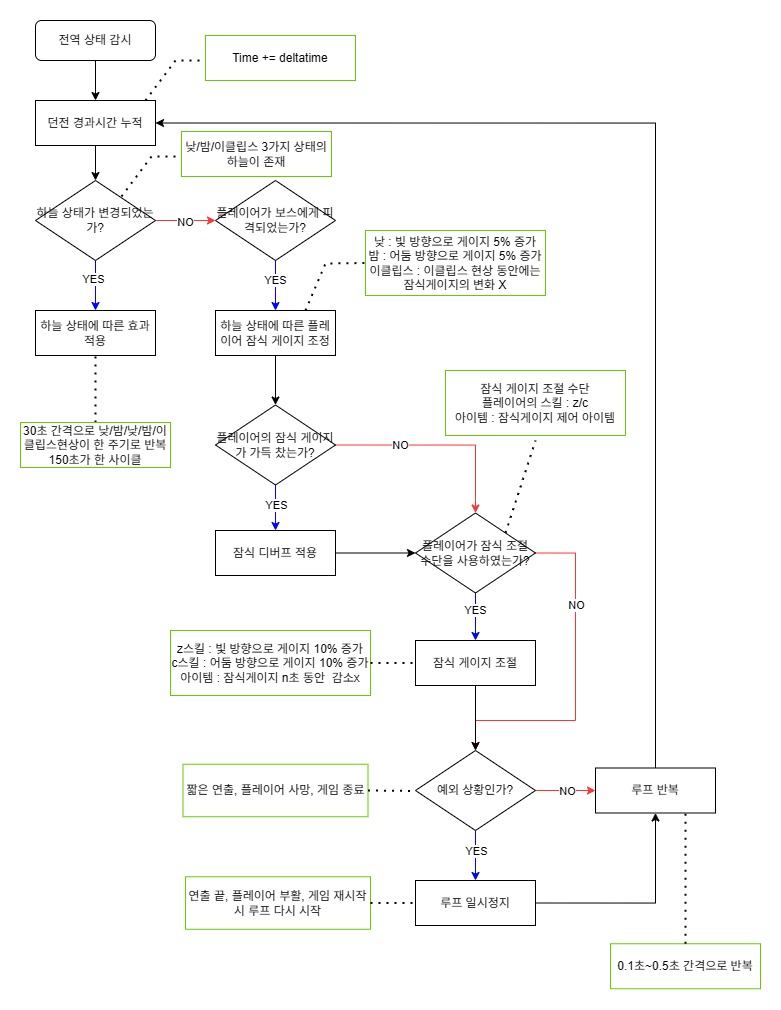 전역 상태 감시
Time += deltatime
던전 경과시간 누적
낮/밤/이클립스 3가지 상태의
하늘이 존재
하늘 상태가 변경되었는
가?
NO
플레이어가 보스에게 피
격되었는가?
YES
YES
낮 : 빛 방향으로 게이지 5% 증가
밤 : 어둠 방향으로 게이지 5% 증가
이클립스 : 이클립스 현상 동안에는
잠식게이지의 변화 X
하늘 상태에 따른 효과
적용
하늘 상태에 따른 플레
이어 잠식 게이지 조정
30초 간격으로 낮/밤/낮/밤/이
클립스현상이 한 주기로 반복
150초가 한 사이클
잠식 게이지 조절 수단
플레이어의 스킬 : z/c
아이템 : 잠식게이지 제어 아이템
플레이어의 잠식 게이지
가 가득 찼는가?
NO
YES
잠식 디버프 적용
플레이어가 잠식 조절
수단을 사용하였는가?
NO
YES
z스킬 : 빛 방향으로 게이지 10% 증가
c스킬 : 어둠 방향으로 게이지 10% 증가
아이템 : 잠식게이지 n초 동안 감소x
잠식 게이지 조절
짧은 연출, 플레이어 사망, 게임 종료
예외 상황인가?
NO
루프 반복
YES
연출 끝, 플레이어 부활, 게임 재시작
시 루프 다시 시작
루프 일시정지
0.1초~0.5초 간격으로 반복